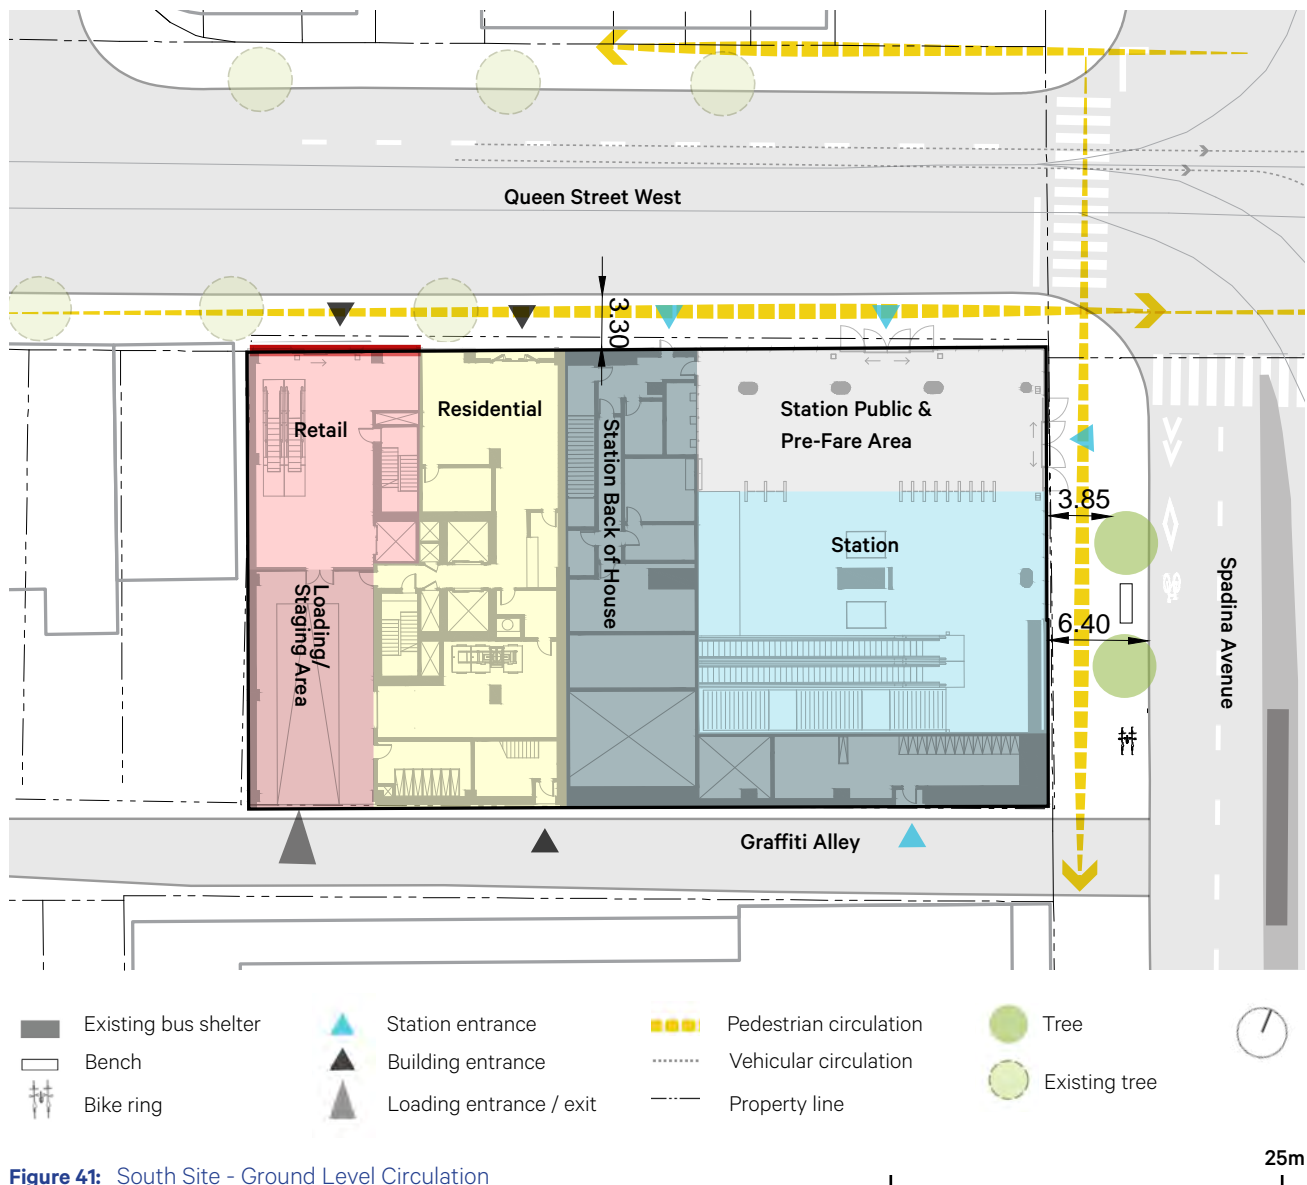 Queen Street West
3.30
Retail
Residential
Station Back of House
Station Public &
Pre-Fare Area
3.85
Station
Loading/
Staging Area
6.40
Spadina Avenue
Graffiti Alley
Existing bus shelter
Bench
Bike ring
Station entrance
Building entrance
Loading entrance / exit
Pedestrian circulation
Vehicular circulation
Property line
Tree
Existing tree
25m
Figure 41: South Site - Ground Level Circulation